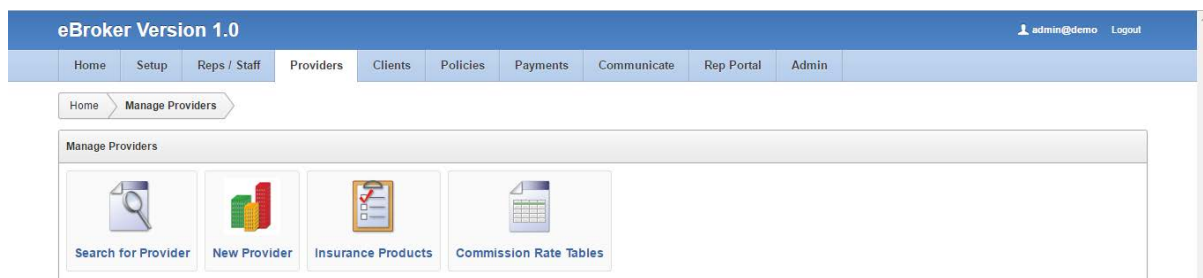 eBroker Version 1.0
admin@demo Logout
Home Setup Reps / Staff Providers Clients Policies Payments Communicate Rep Portal Admin
Home Manage Providers
Manage Providers
Search for Provider New Provider Insurance Products Commission Rate Tables